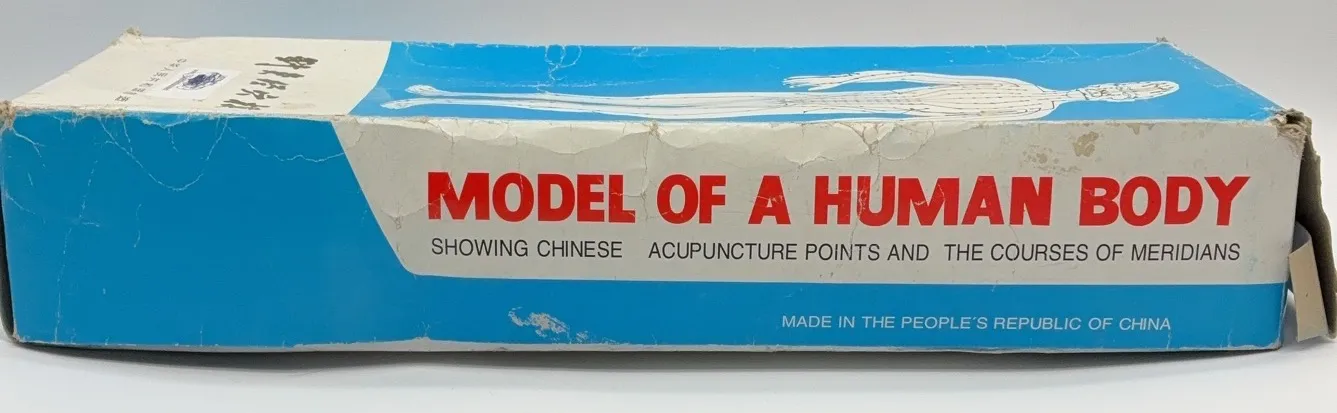 MODEL OF A HUMAN BODY
SHOWING CHINESE ACUPUNCTURE POINTS AND THE COURSES OF MERIDIANS
MADE IN THE PEOPLE'S REPUBLIC OF CHINA